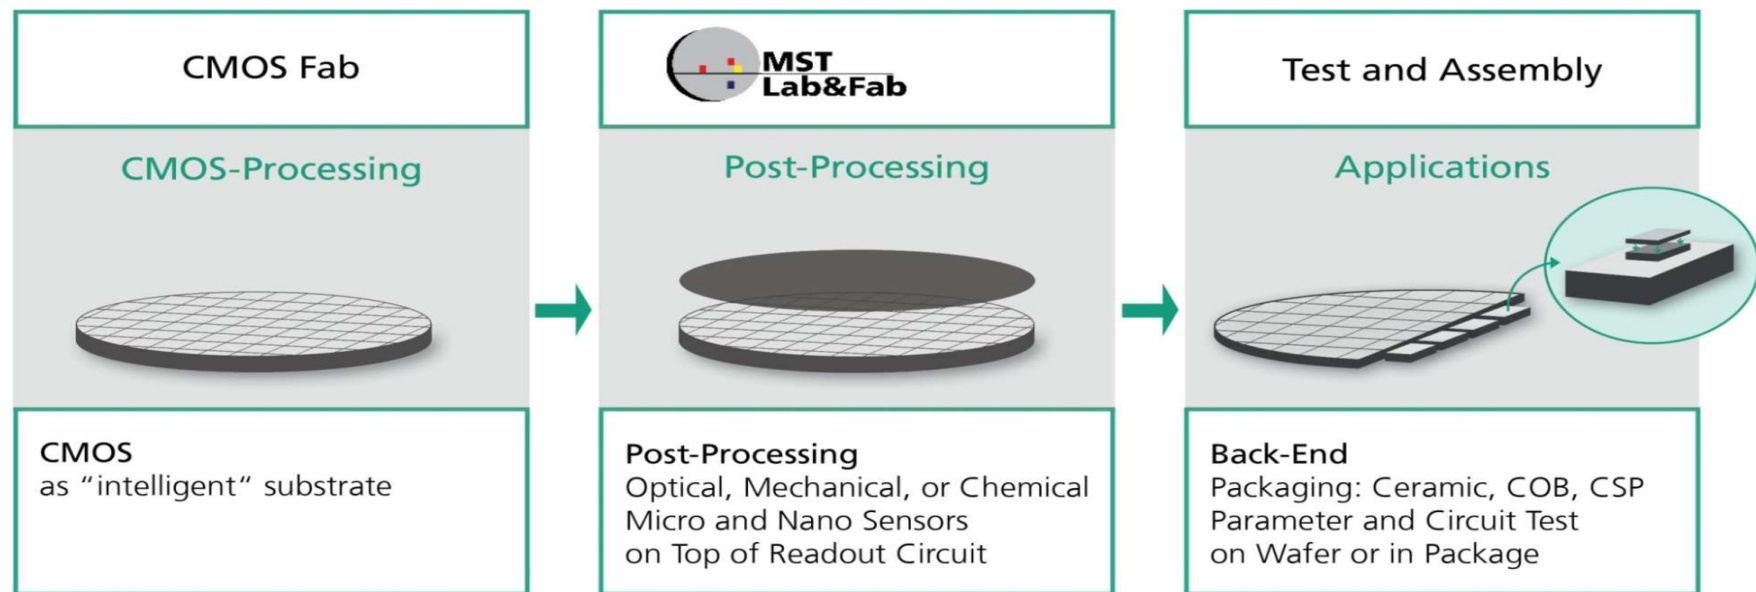 CMOS Fab
CMOS-Processing
CMOS
as “intelligent“ substrate
MST
Lab&Fab
Post-Processing
Post-Processing
Optical, Mechanical, or Chemical
Micro and Nano Sensors
on Top of Readout Circuit
Test and Assembly
Applications
Back-End
Packaging: Ceramic, COB, CSP
Parameter and Circuit Test
on Wafer or in Package